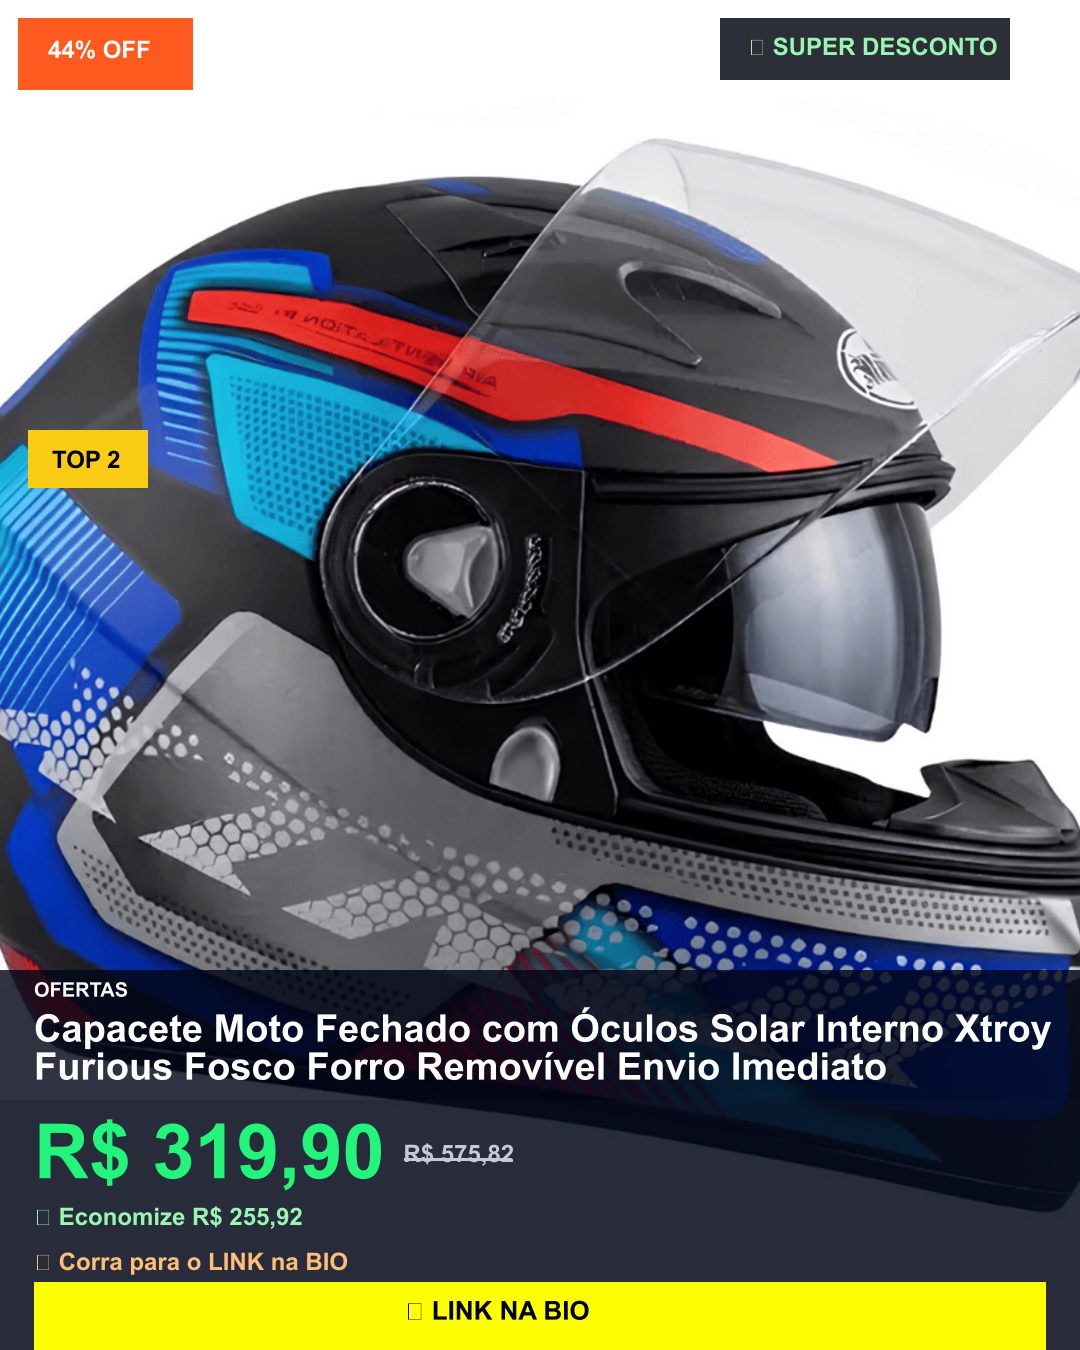 44% OFF
SUPER DESCONTO
TOP 2
OFERTAS
Capacete Moto Fechado com Óculos Solar Interno Xtroy
Furious Fosco Forro Removível Envio Imediato
R$ 319,90 R$ 575,82
Economize R$ 255,92
Corra para o LINK na BIO
LINK NA BIO